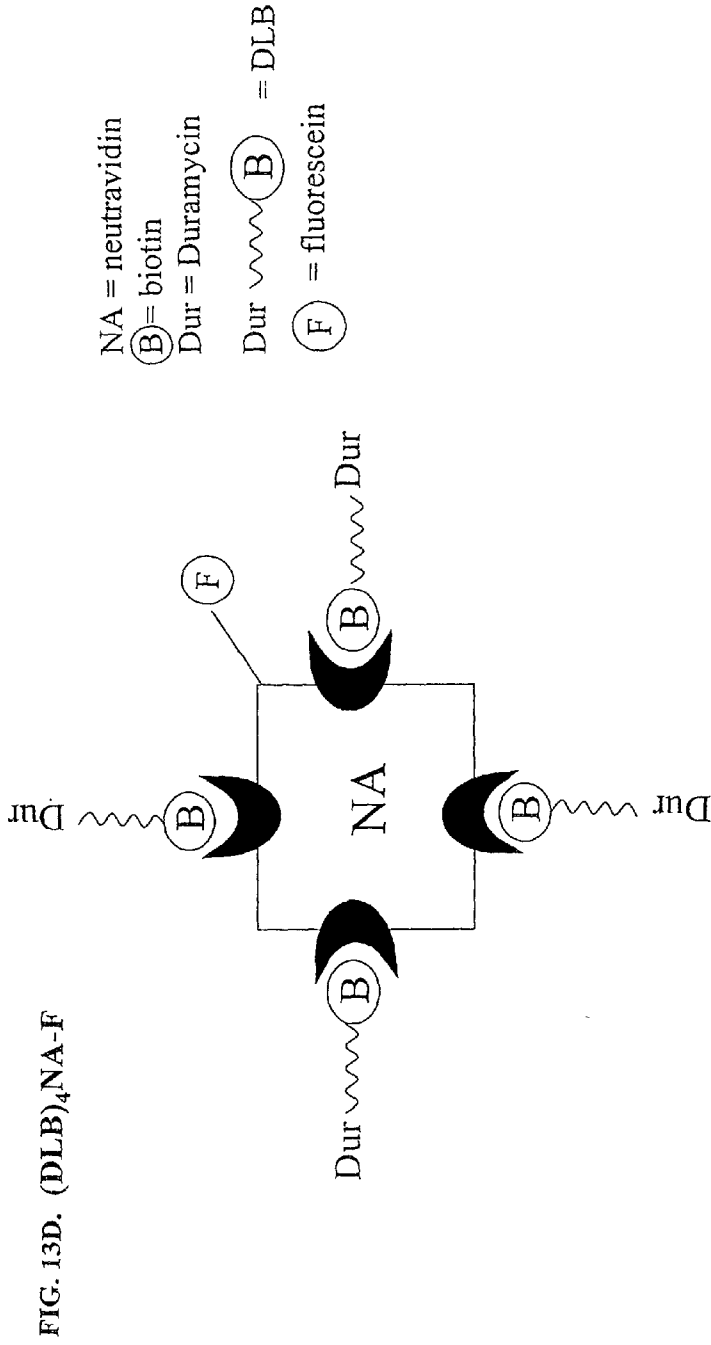 FIG. 13D. (DLB)₄NA-F
Dur
B
Dur B
NA
B Dur
B
Dur
F
NA = neutravidin
B = biotin
Dur = Duramycin
Dur B = DLB
F = fluorescein